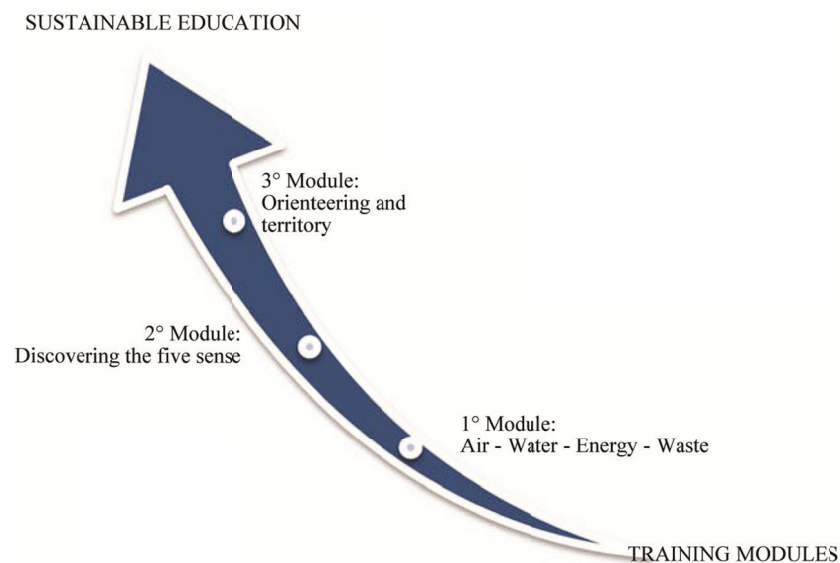 SUSTAINABLE EDUCATION
3° Module:
Orienteering and
territory
2° Module:
Discovering the five sense
1° Module:
Air - Water - Energy - Waste
TRAINING MODULES